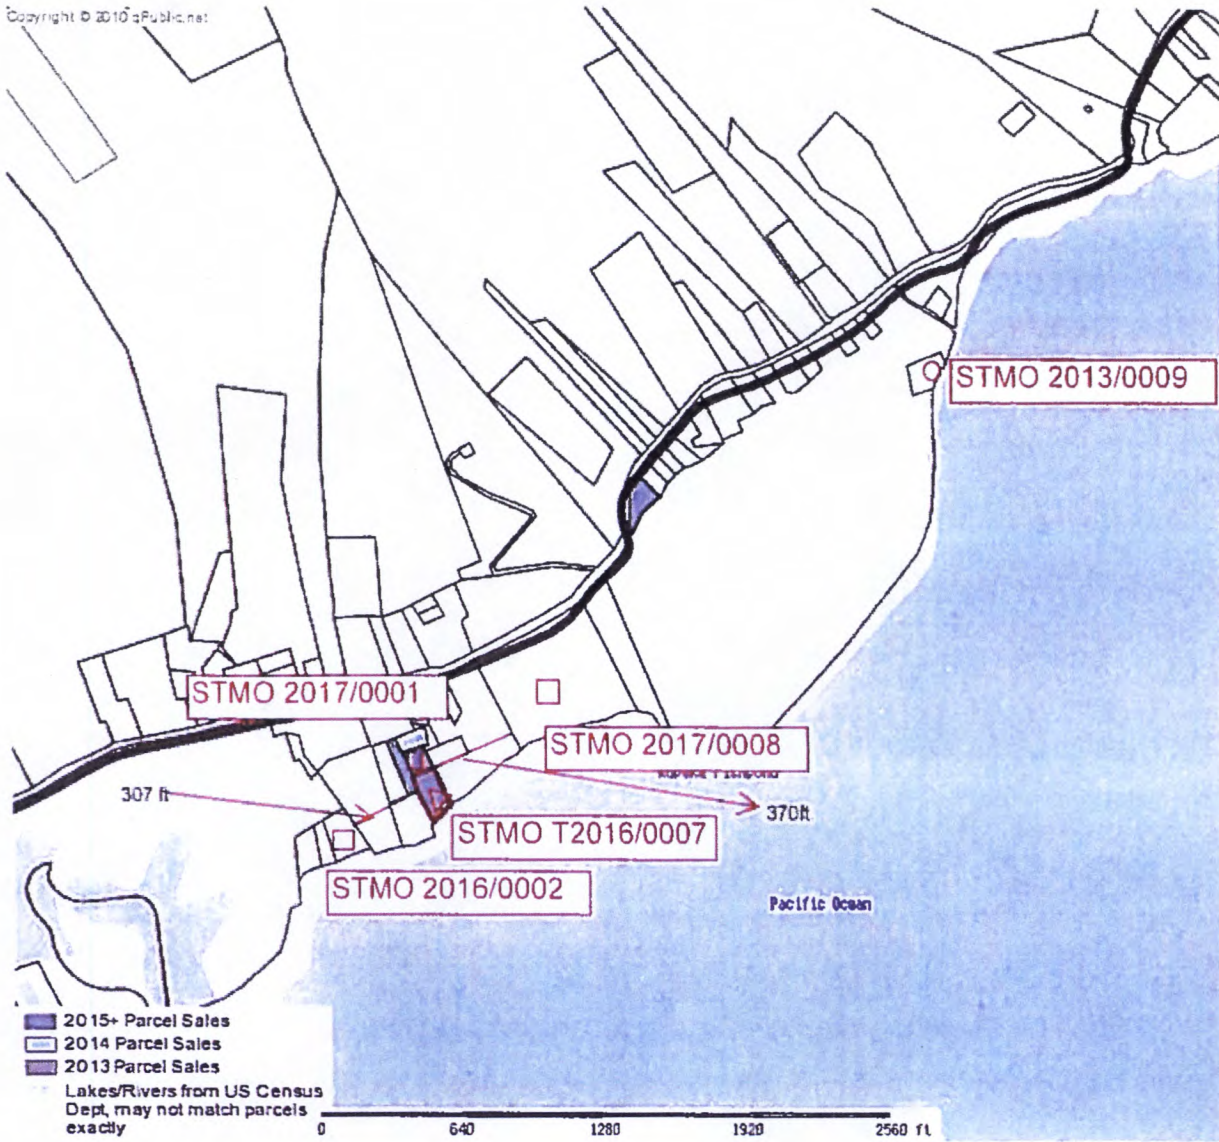 Copyright © 2010 qPublic.net
STMO 2013/0009
STMO 2017/0001
STMO 2017/0008
307 ft
370ft
STMO T2016/0007
STMO 2016/0002
Pacific Ocean
2015+ Parcel Sales
2014 Parcel Sales
2013 Parcel Sales
Lakes/Rivers from US Census
Dept, may not match parcels
exactly
0 640 1280 1920 2560 ft